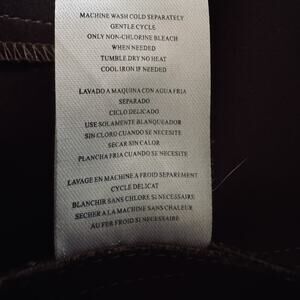 MACHINE WASH COLD SEPARATELY
GENTLE CYCLE
ONLY NON-CHLORINE BLEACH
WHEN NEEDED
TUMBLE DRY NO HEAT
COOL IRON IF NEEDED
LAVADO A MAQUINA CON AGUA FRIA
SEPARADO
CICLO DELICADO
USE SOLAMENTE BLANQUEADOR
SIN CLORO CUANDO SE NECESITE
SECAR SIN CALOR
PLANCHA FRIA CUANDO SE NECESITE
LAVAGE EN MACHINE A FROID SEPAREMENT
CYCLE DELICAT
BLANCHIR SANS CHLORE SI NECESSAIRE
SECHER A LA MACHINE SANS CHALEUR
AU FER FROID SI NECESSAIRE